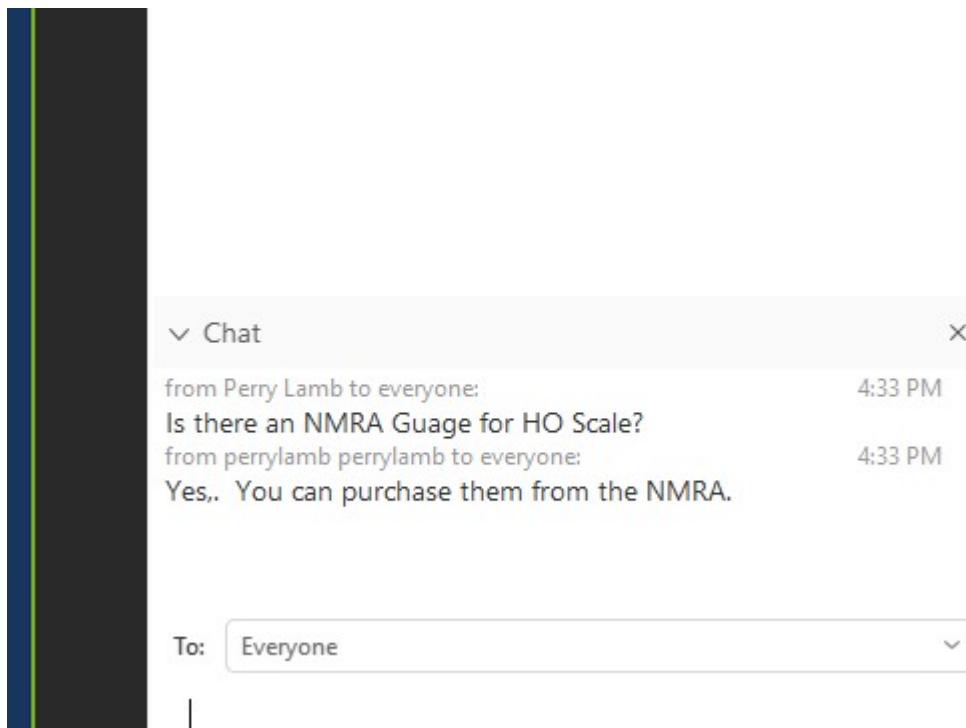 Chat
from Perry Lamb to everyone: 4:33 PM
Is there an NMRA Guage for HO Scale?
from perrylamb perrylamb to everyone: 4:33 PM
Yes,.  You can purchase them from the NMRA.
To: Everyone